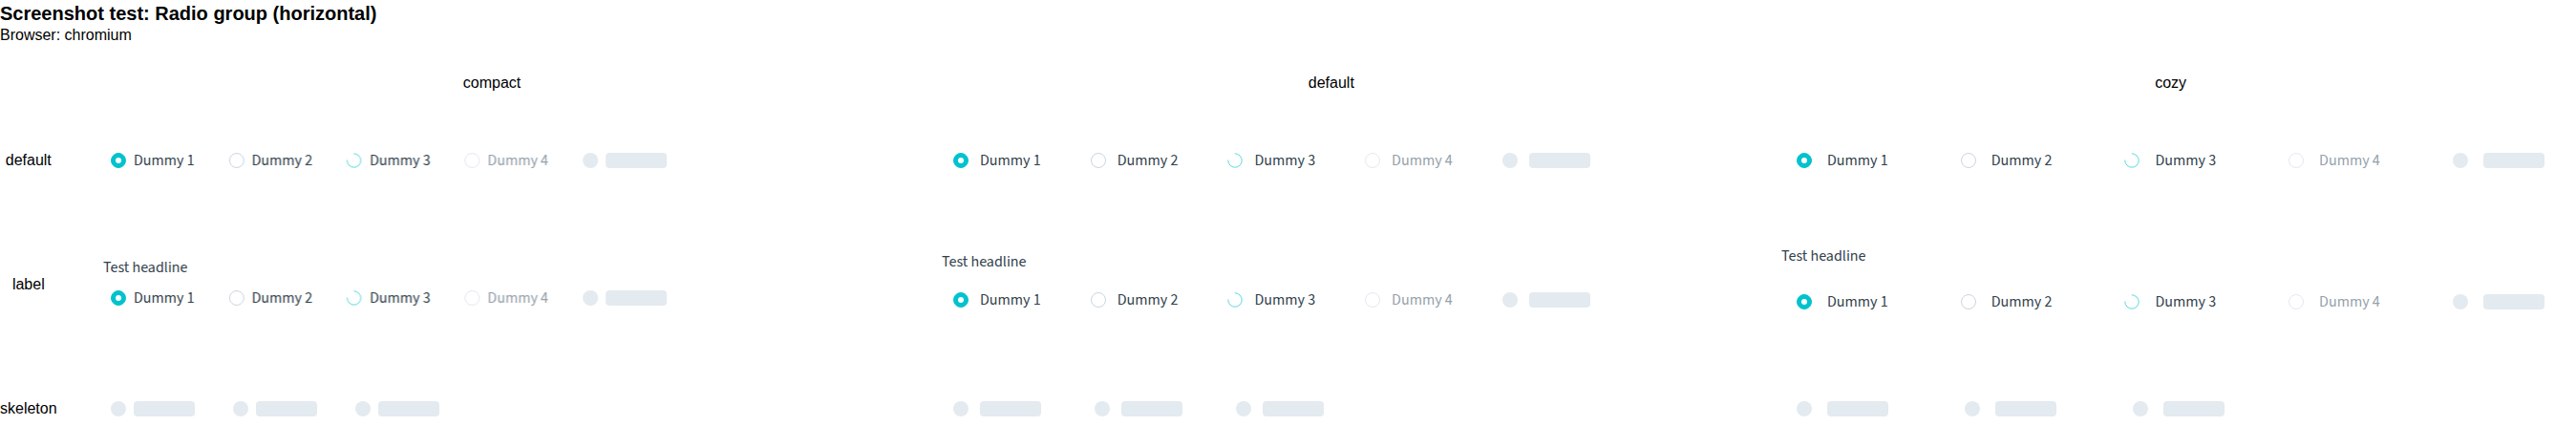 Screenshot test: Radio group (horizontal)
Browser: chromium
compact default cozy
default Dummy 1 Dummy 2 Dummy 3 Dummy 4 Dummy 1 Dummy 2 Dummy 3 Dummy 4 Dummy 1 Dummy 2 Dummy 3 Dummy 4
Test headline Test headline Test headline
label Dummy 1 Dummy 2 Dummy 3 Dummy 4 Dummy 1 Dummy 2 Dummy 3 Dummy 4 Dummy 1 Dummy 2 Dummy 3 Dummy 4
skeleton